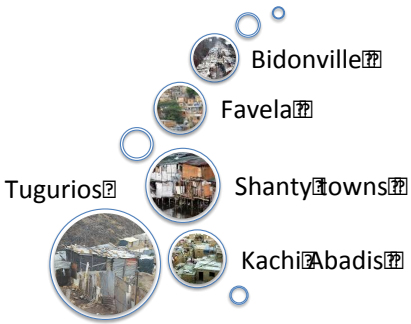 Bidonville
Favela
Tugurios
Shanty towns
Kachi Abadis